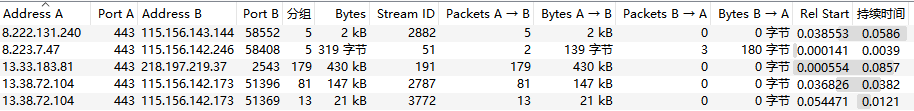 Address A Port A Address B Port B 分组 Bytes Stream ID Packets A → B Bytes A → B Packets B → A Bytes B → A Rel Start 持续时间
8.222.131.240 443 115.156.143.144 58552 5 2 kB 2882 5 2 kB 0 0 字节 0.038553 0.0586
8.223.7.47 443 115.156.142.246 58408 5 319 字节 51 2 139 字节 3 180 字节 0.000141 0.0039
13.33.183.81 443 218.197.219.37 2543 179 430 kB 191 179 430 kB 0 0 字节 0.000554 0.0857
13.38.72.104 443 115.156.142.173 51396 81 147 kB 2787 81 147 kB 0 0 字节 0.036826 0.0382
13.38.72.104 443 115.156.142.173 51369 13 21 kB 3772 13 21 kB 0 0 字节 0.054471 0.0121